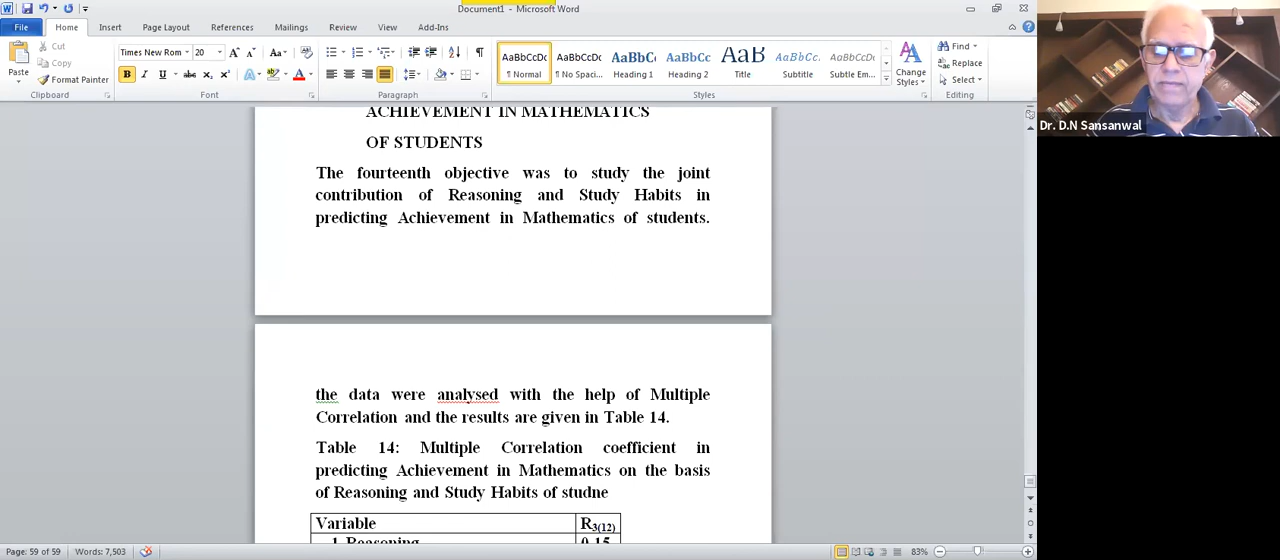 Document1 - Microsoft Word
File Home Insert Page Layout References Mailings Review View Add-Ins
Cut
Copy
Format Painter
Paste
Clipboard
Times New Rom 20
Font
Paragraph
AaBbCcDc AaBbCcDc AaBbC AaBbCc AaB AaBbCc. AaBbCcDc
¶ Normal ¶ No Spaci... Heading 1 Heading 2 Title Subtitle Subtle Em...
Styles
Change
Styles
Find
Replace
Select
Editing
Dr. D.N Sansanwal
ACHIEVEMENT IN MATHEMATICS
OF STUDENTS
The fourteenth objective was to study the joint
contribution of Reasoning and Study Habits in
predicting Achievement in Mathematics of students.
the data were analysed with the help of Multiple
Correlation and the results are given in Table 14.
Table 14: Multiple Correlation coefficient in
predicting Achievement in Mathematics on the basis
of Reasoning and Study Habits of studne
Variable R3(12)
1. Reasoning 0.15
Page: 59 of 59 Words: 7,503 83%